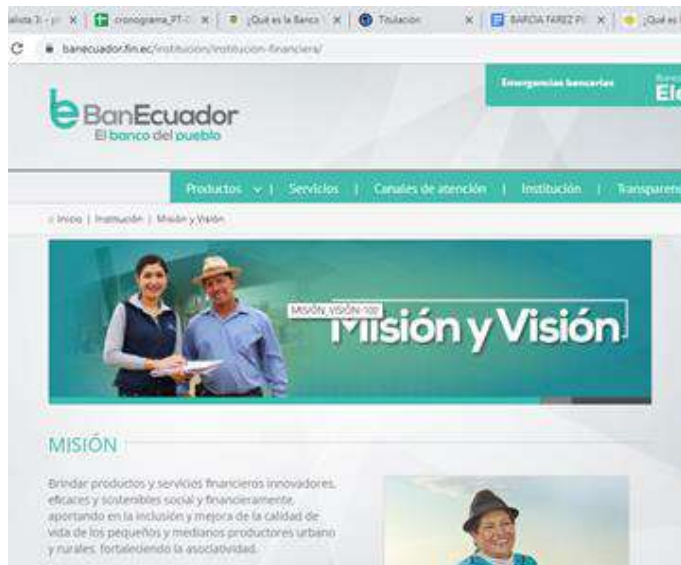 cronograma_PT-
¿Qué es la Banca
Titulación
BARCIA FAREZ
¿Qué es
banecuador.fin.ec/institucion/institucion-financiera/
BanEcuador
El banco del pueblo
Emergencias bancarias
Productos | Servicios | Canales de atención | Institución | Transparen
Inicio | Institución | Misión y Visión
MISIÓN_VISIÓN-100
Misión y Visión
MISIÓN
Brindar productos y servicios financieros innovadores,
eficaces y sostenibles social y financieramente,
aportando en la inclusión y mejora de la calidad de
vida de los pequeños y medianos productores urbano
y rurales, fortaleciendo la asociatividad.